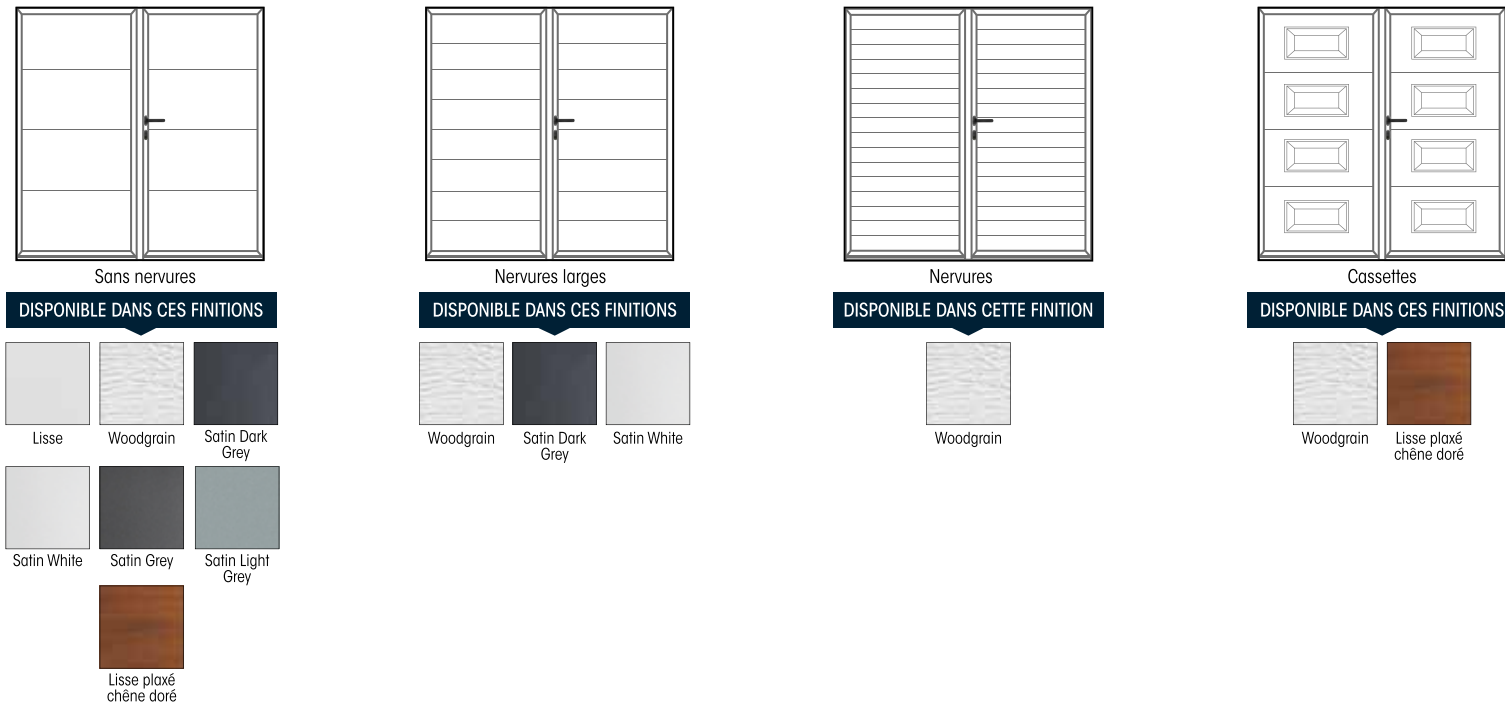 Sans nervures
DISPONIBLE DANS CES FINITIONS
Lisse
Woodgrain
Satin Dark
Grey
Satin White
Satin Grey
Satin Light
Grey
Lisse plaxé
chêne doré
Nervures larges
DISPONIBLE DANS CES FINITIONS
Woodgrain
Satin Dark
Grey
Satin White
Nervures
DISPONIBLE DANS CETTE FINITION
Woodgrain
Cassettes
DISPONIBLE DANS CES FINITIONS
Woodgrain
Lisse plaxé
chêne doré